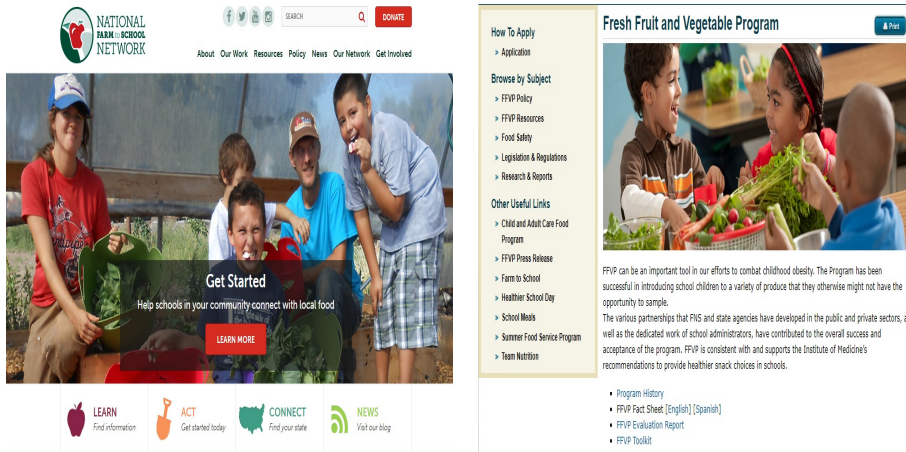 NATIONAL
FARM to SCHOOL
NETWORK
SEARCH
DONATE
About Our Work Resources Policy News Our Network Get Involved
Get Started
Help schools in your community connect with local food
LEARN MORE
LEARN
Find information
ACT
Get started today
CONNECT
Find your state
NEWS
Visit our blog
How To Apply
Application
Browse by Subject
FFVP Policy
FFVP Resources
Food Safety
Legislation & Regulations
Research & Reports
Other Useful Links
Child and Adult Care Food
Program
FFVP Press Release
Farm to School
Healthier School Day
School Meals
Summer Food Service Program
Team Nutrition
Fresh Fruit and Vegetable Program
Print
FFVP can be an important tool in our efforts to combat childhood obesity. The Program has been
successful in introducing school children to a variety of produce that they otherwise might not have the
opportunity to sample.
The various partnerships that FNS and state agencies have developed in the public and private sectors, a
well as the dedicated work of school administrators, have contributed to the overall success and
acceptance of the program. FFVP is consistent with and supports the Institute of Medicine's
recommendations to provide healthier snack choices in schools.
Program History
FFVP Fact Sheet [English] [Spanish]
FFVP Evaluation Report
FFVP Toolkit